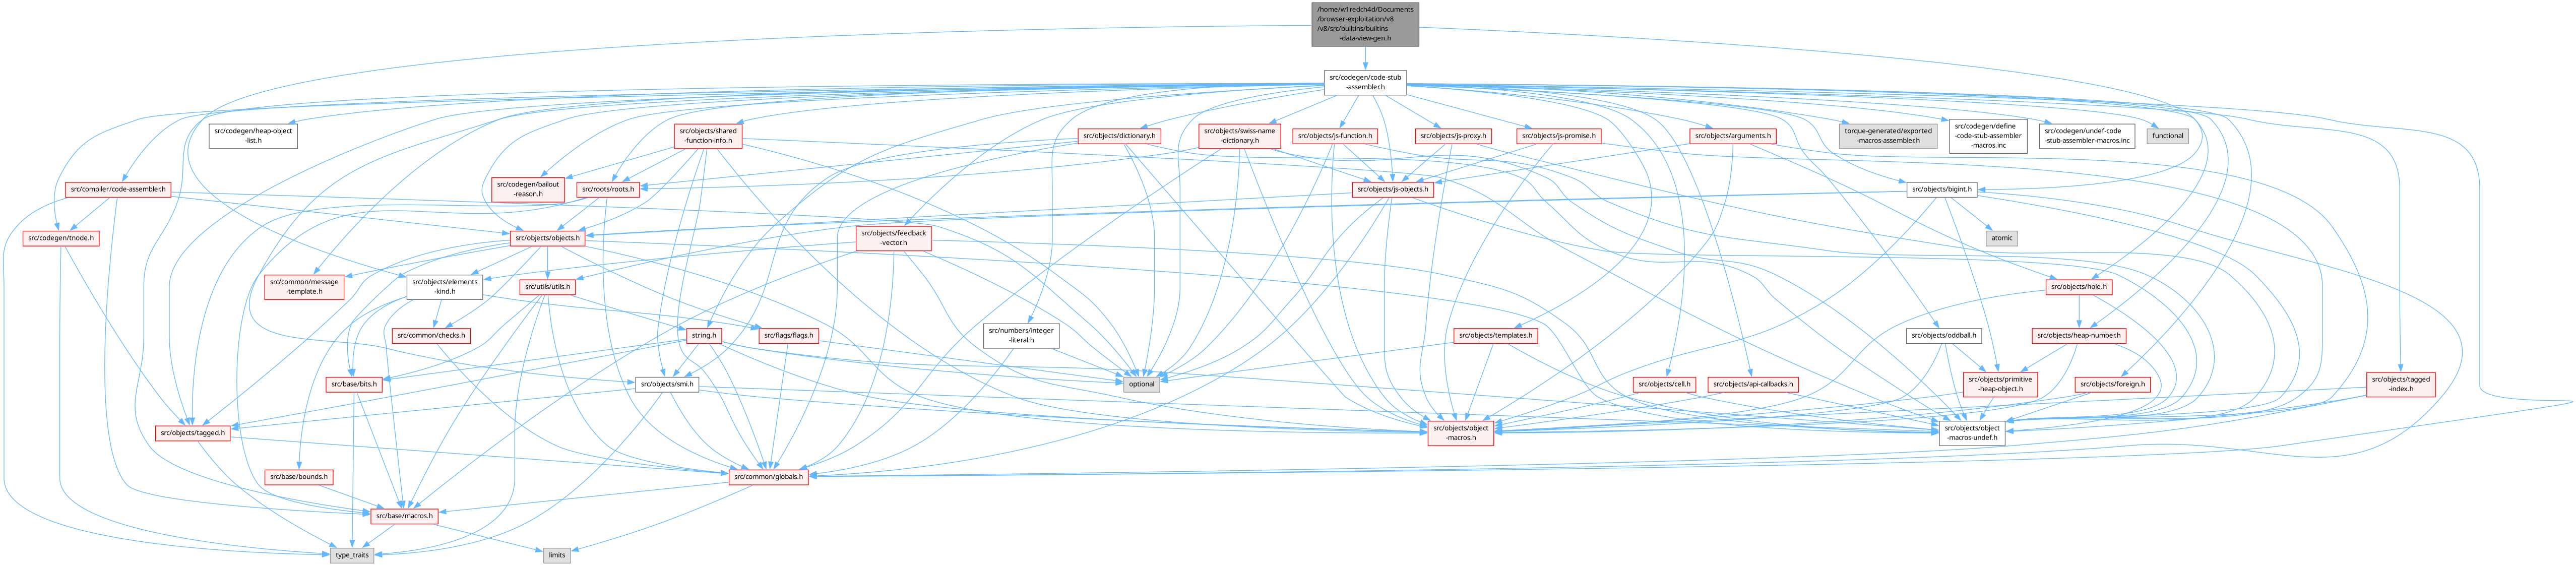 /home/w1redch4d/Documents
/browser-exploitation/v8
/v8/src/builtins/builtins
-data-view-gen.h
src/codegen/code-stub
-assembler.h
src/codegen/heap-object
-list.h
src/objects/shared
-function-info.h
src/objects/dictionary.h
src/objects/swiss-name
-dictionary.h
src/objects/js-function.h
src/objects/js-proxy.h
src/objects/js-promise.h
src/objects/arguments.h
torque-generated/exported
-macros-assembler.h
src/codegen/define
-code-stub-assembler
-macros.inc
src/codegen/undef-code
-stub-assembler-macros.inc
functional
src/compiler/code-assembler.h
src/codegen/bailout
-reason.h
src/roots/roots.h
src/objects/js-objects.h
src/objects/bigint.h
src/codegen/tnode.h
src/objects/objects.h
src/objects/feedback
-vector.h
atomic
src/common/message
-template.h
src/objects/elements
-kind.h
src/utils/utils.h
src/objects/hole.h
src/common/checks.h
string.h
src/flags/flags.h
src/numbers/integer
-literal.h
src/objects/templates.h
src/objects/oddball.h
src/objects/heap-number.h
src/base/bits.h
src/objects/smi.h
optional
src/objects/cell.h
src/objects/api-callbacks.h
src/objects/primitive
-heap-object.h
src/objects/foreign.h
src/objects/tagged
-index.h
src/objects/tagged.h
src/objects/object
-macros.h
src/objects/object
-macros-undef.h
src/base/bounds.h
src/common/globals.h
src/base/macros.h
type_traits
limits